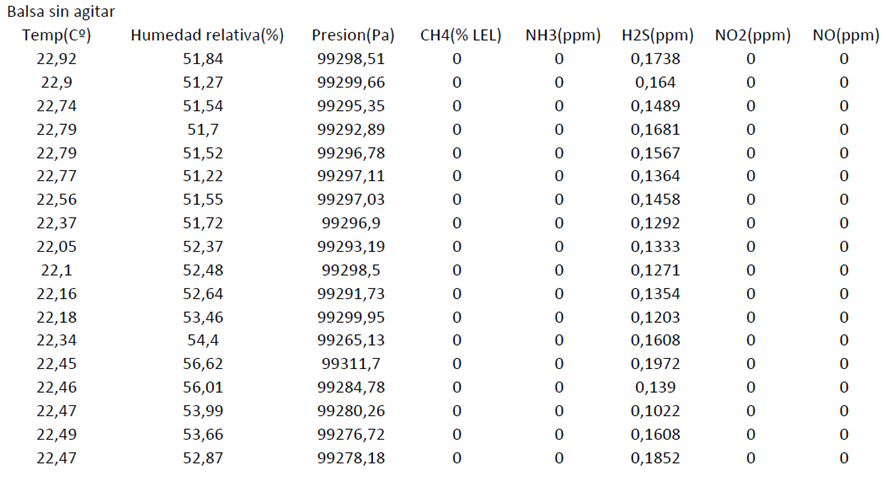 Balsa sin agitar
Temp(Cº) Humedad relativa(%) Presion(Pa) CH4(% LEL) NH3(ppm) H2S(ppm) NO2(ppm) NO(ppm)
22,92 51,84 99298,51 0 0 0,1738 0 0
22,9 51,27 99299,66 0 0 0,164 0 0
22,74 51,54 99295,35 0 0 0,1489 0 0
22,79 51,7 99292,89 0 0 0,1681 0 0
22,79 51,52 99296,78 0 0 0,1567 0 0
22,77 51,22 99297,11 0 0 0,1364 0 0
22,56 51,55 99297,03 0 0 0,1458 0 0
22,37 51,72 99296,9 0 0 0,1292 0 0
22,05 52,37 99293,19 0 0 0,1333 0 0
22,1 52,48 99298,5 0 0 0,1271 0 0
22,16 52,64 99291,73 0 0 0,1354 0 0
22,18 53,46 99299,95 0 0 0,1203 0 0
22,34 54,4 99265,13 0 0 0,1608 0 0
22,45 56,62 99311,7 0 0 0,1972 0 0
22,46 56,01 99284,78 0 0 0,139 0 0
22,47 53,99 99280,26 0 0 0,1022 0 0
22,49 53,66 99276,72 0 0 0,1608 0 0
22,47 52,87 99278,18 0 0 0,1852 0 0